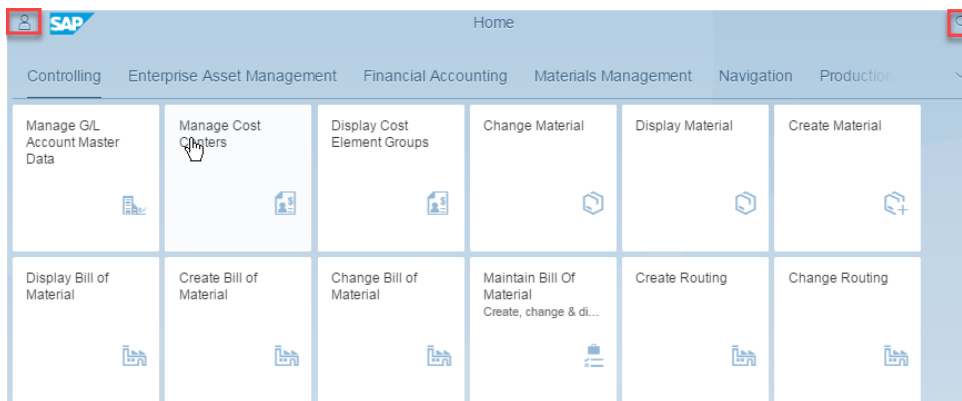 SAP
Home
Controlling
Enterprise Asset Management
Financial Accounting
Materials Management
Navigation
Production
Manage G/L
Account Master
Data
Manage Cost
Centers
Display Cost
Element Groups
Change Material
Display Material
Create Material
Display Bill of
Material
Create Bill of
Material
Change Bill of
Material
Maintain Bill Of
Material
Create, change & di...
Create Routing
Change Routing